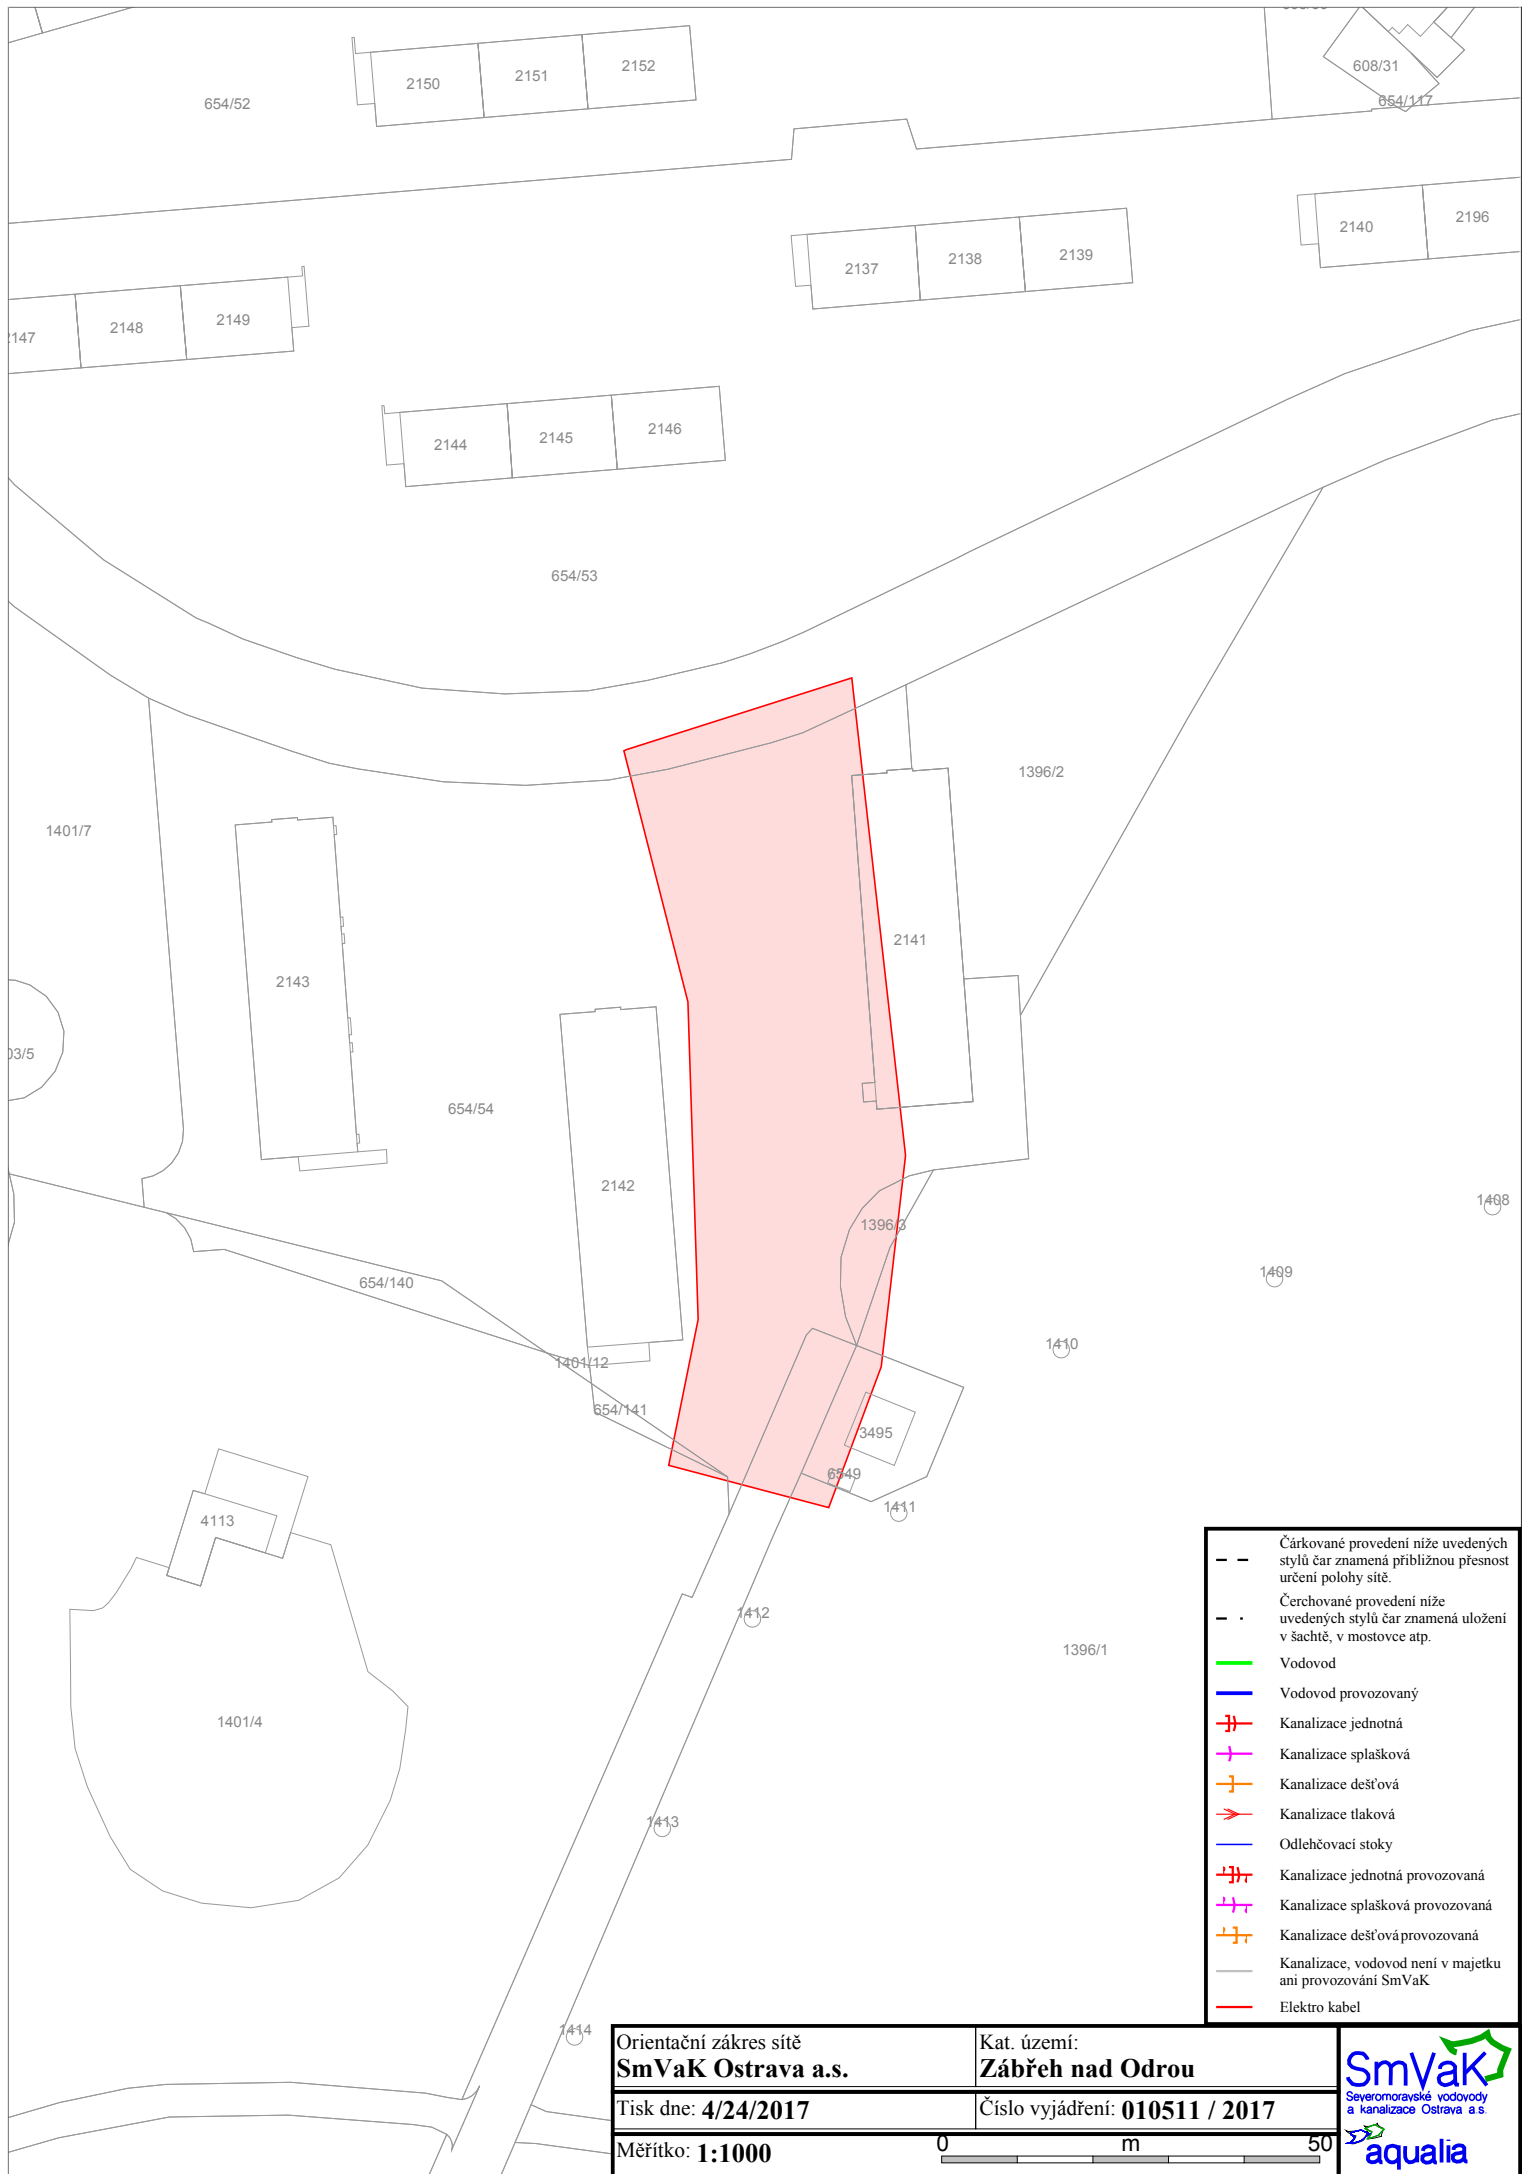 608/31
2152
2151
2150
654/52
654/117
2196
2140
2139
2138
2137
2149
2148
2147
2146
2145
2144
654/53
1396/2
1401/7
2141
2143
03/5
654/54
2142
1408
1396/3
1409
654/140
1410
1401/12
654/141
3495
6549
1411
4113
1412
1396/1
1401/4
1413
1414
Čárkované provedení níže uvedených
stylů čar znamená přibližnou přesnost
určení polohy sítě.
Čerchované provedení níže
uvedených stylů čar znamená uložení
v šachtě, v mostovce atp.
Vodovod
Vodovod provozovaný
Kanalizace jednotná
Kanalizace splašková
Kanalizace dešťová
Kanalizace tlaková
Odlehčovací stoky
Kanalizace jednotná provozovaná
Kanalizace splašková provozovaná
Kanalizace dešťová provozovaná
Kanalizace, vodovod není v majetku
ani provozování SmVaK
Elektro kabel
Orientační zákres sítě
SmVaK Ostrava a.s.
Kat. území:
Zábřeh nad Odrou
Tisk dne: 4/24/2017
Číslo vyjádření: 010511 / 2017
Měřítko: 1:1000
0 m 50
SmVaK
Severomoravské vodovody
a kanalizace Ostrava a.s.
aqualia